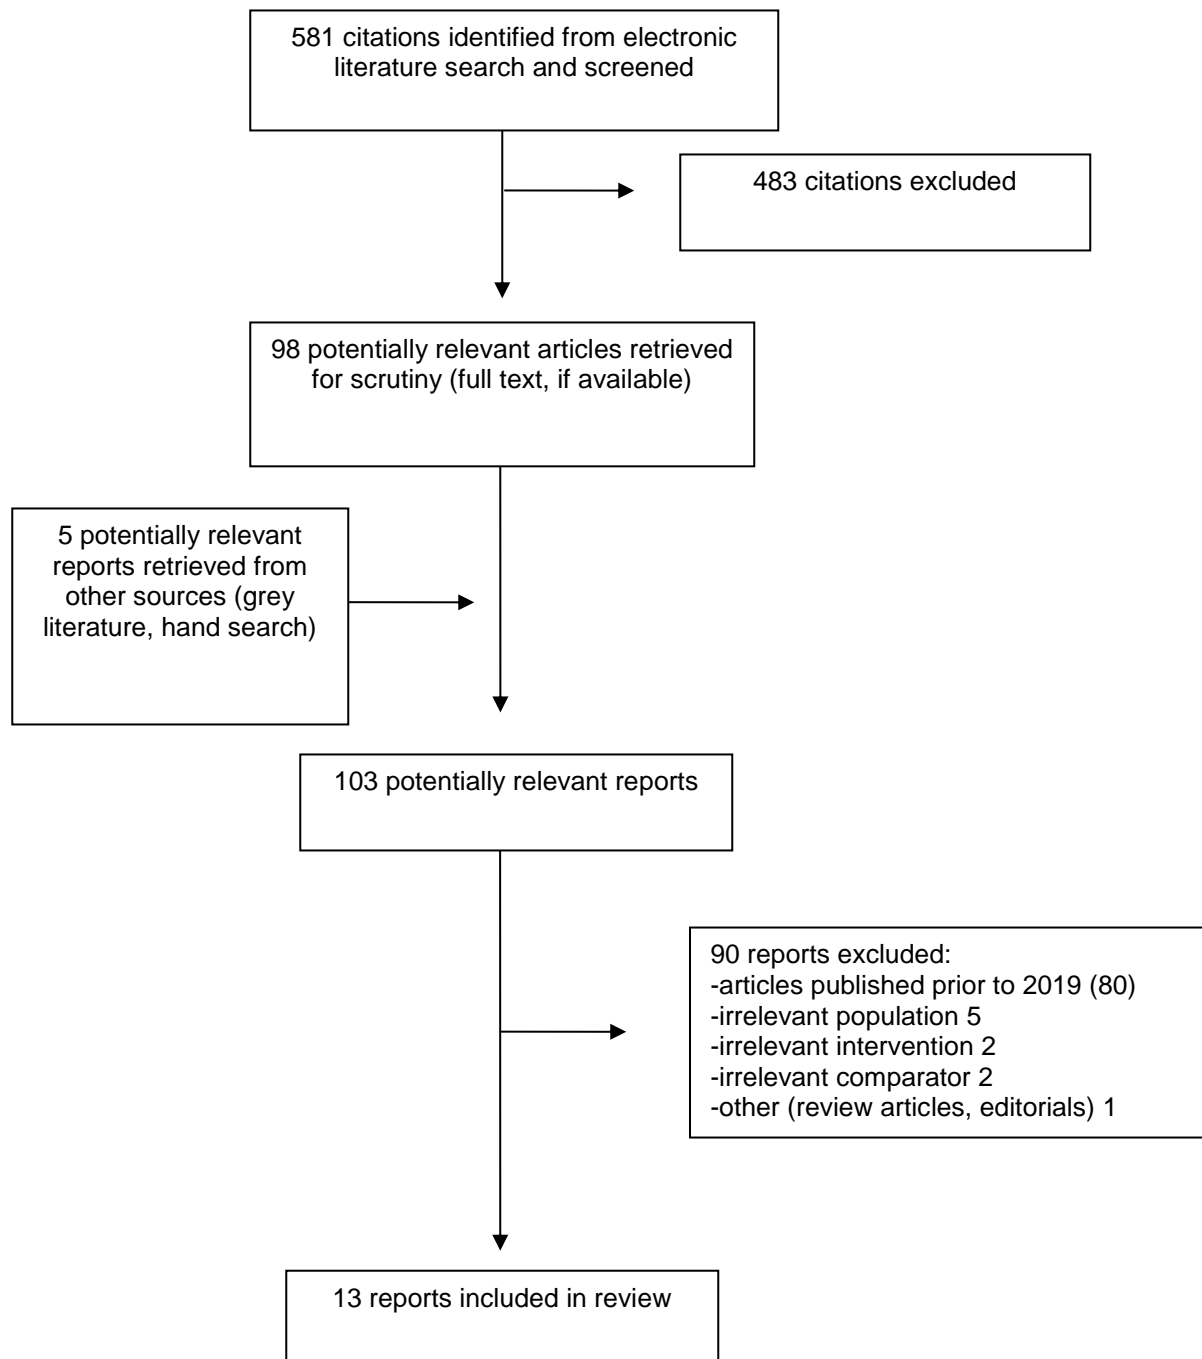 581 citations identified from electronic
literature search and screened
483 citations excluded
98 potentially relevant articles retrieved
for scrutiny (full text, if available)
5 potentially relevant
reports retrieved from
other sources (grey
literature, hand search)
103 potentially relevant reports
90 reports excluded:
-articles published prior to 2019 (80)
-irrelevant population 5
-irrelevant intervention 2
-irrelevant comparator 2
-other (review articles, editorials) 1
13 reports included in review